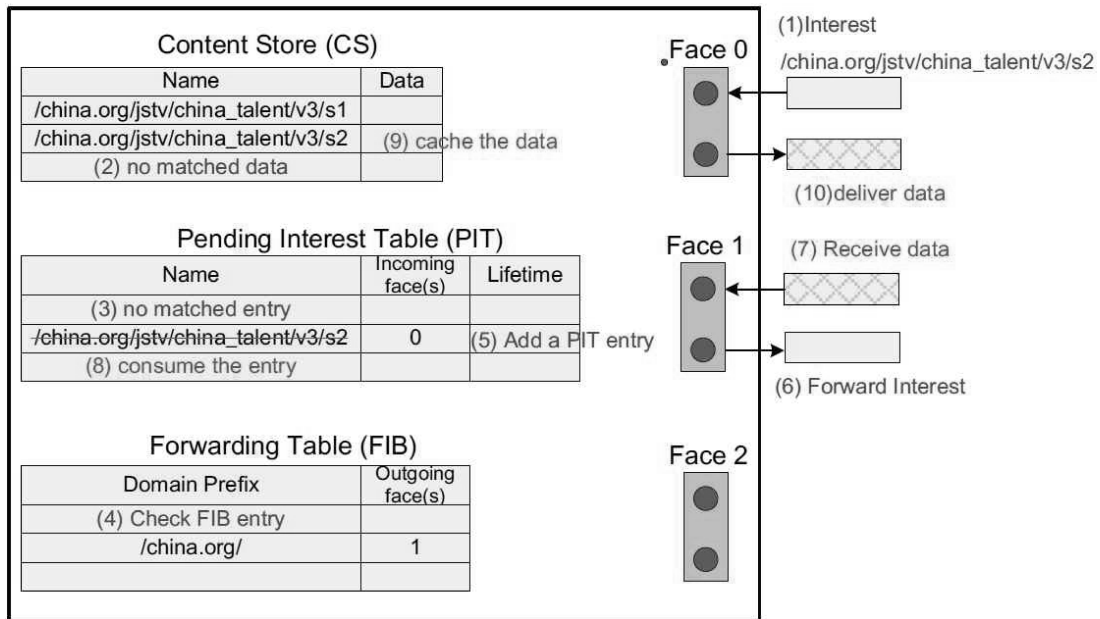 Content Store (CS)
Name Data
/china.org/jstv/china_talent/v3/s1
/china.org/jstv/china_talent/v3/s2 (9) cache the data
(2) no matched data
Pending Interest Table (PIT)
Name Incoming face(s) Lifetime
(3) no matched entry
/china.org/jstv/china_talent/v3/s2 0 (5) Add a PIT entry
(8) consume the entry
Forwarding Table (FIB)
Domain Prefix Outgoing face(s)
(4) Check FIB entry
/china.org/ 1
Face 0
Face 1
Face 2
(1)Interest
/china.org/jstv/china_talent/v3/s2
(10)deliver data
(7) Receive data
(6) Forward Interest